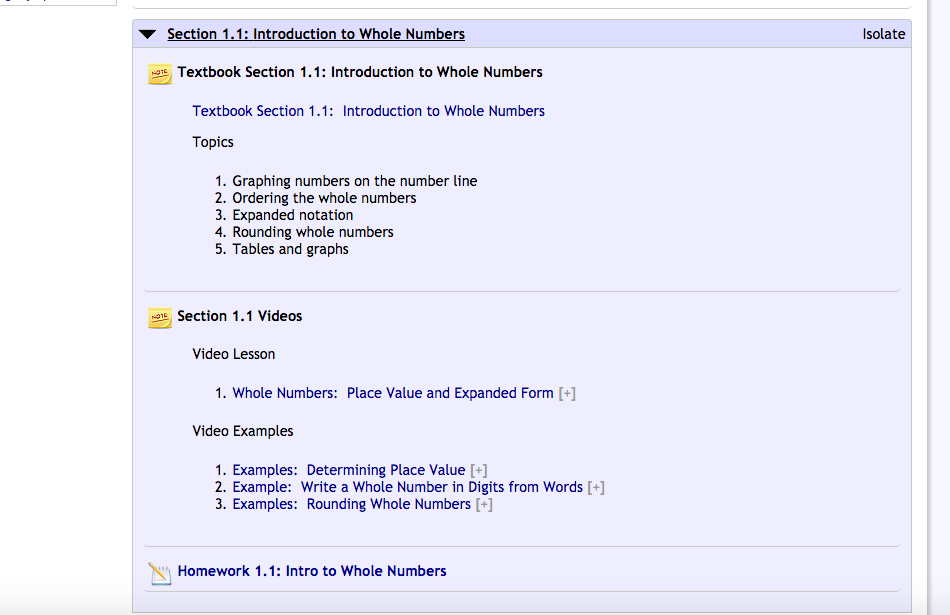 Section 1.1: Introduction to Whole Numbers
Isolate
NOTE
Textbook Section 1.1: Introduction to Whole Numbers
Textbook Section 1.1: Introduction to Whole Numbers
Topics
1. Graphing numbers on the number line
2. Ordering the whole numbers
3. Expanded notation
4. Rounding whole numbers
5. Tables and graphs
NOTE
Section 1.1 Videos
Video Lesson
1. Whole Numbers: Place Value and Expanded Form [+]
Video Examples
1. Examples: Determining Place Value [+]
2. Example: Write a Whole Number in Digits from Words [+]
3. Examples: Rounding Whole Numbers [+]
Homework 1.1: Intro to Whole Numbers